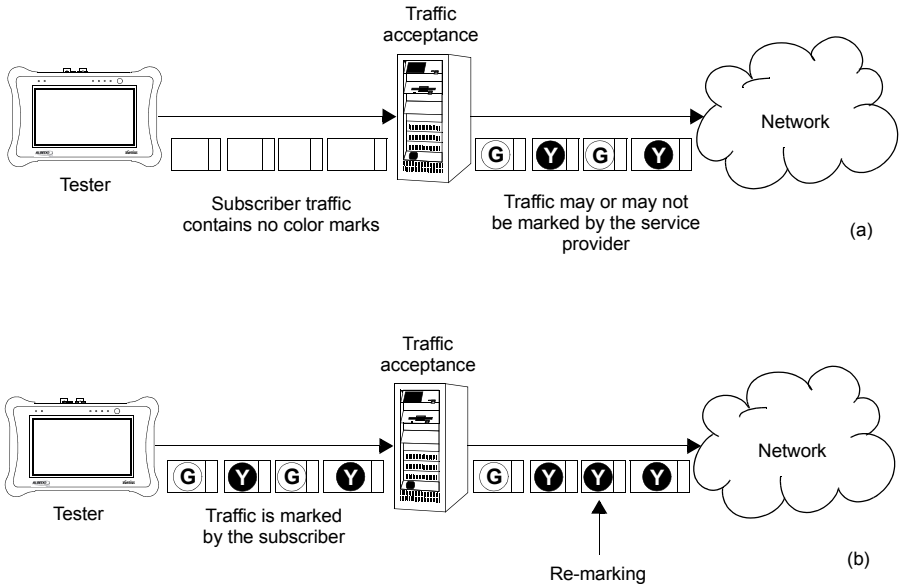 Traffic
acceptance
Network
G Y G Y
Tester
Subscriber traffic
contains no color marks
Traffic may or may not
be marked by the service
provider
(a)
Traffic
acceptance
Network
G Y G Y
G Y Y Y
Tester
Traffic is marked
by the subscriber
Re-marking
(b)